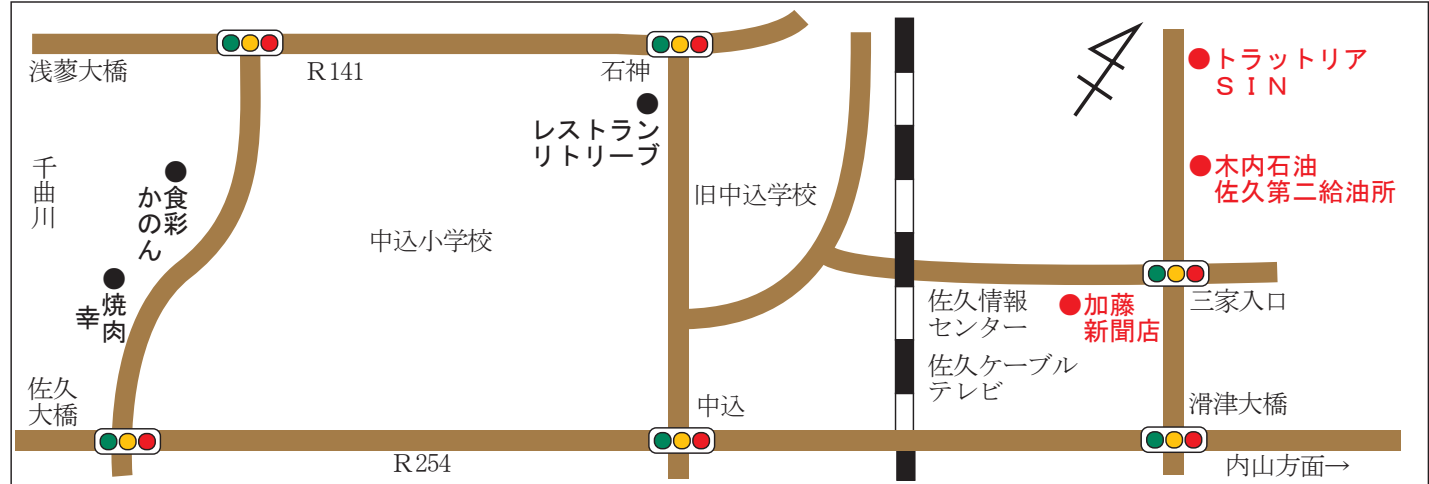 浅蓼大橋
R141
石神
トラットリア
SIN
レストラン
リトリーブ
千曲川
食彩
かのん
旧中込学校
木内石油
佐久第二給油所
中込小学校
焼肉
幸
佐久情報
センター
加藤
新聞店
三家入口
佐久ケーブル
テレビ
佐久
大橋
中込
滑津大橋
R254
内山方面→